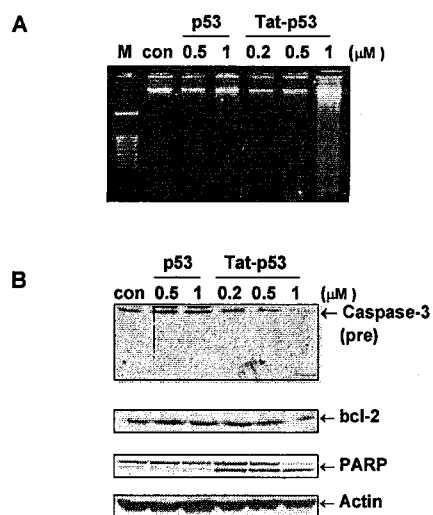 A
p53 Tat-p53
M con 0.5 1 0.2 0.5 1 (μM)
B
p53 Tat-p53
con 0.5 1 0.2 0.5 1 (μM)
← Caspase-3
(pre)
← bcl-2
← PARP
← Actin